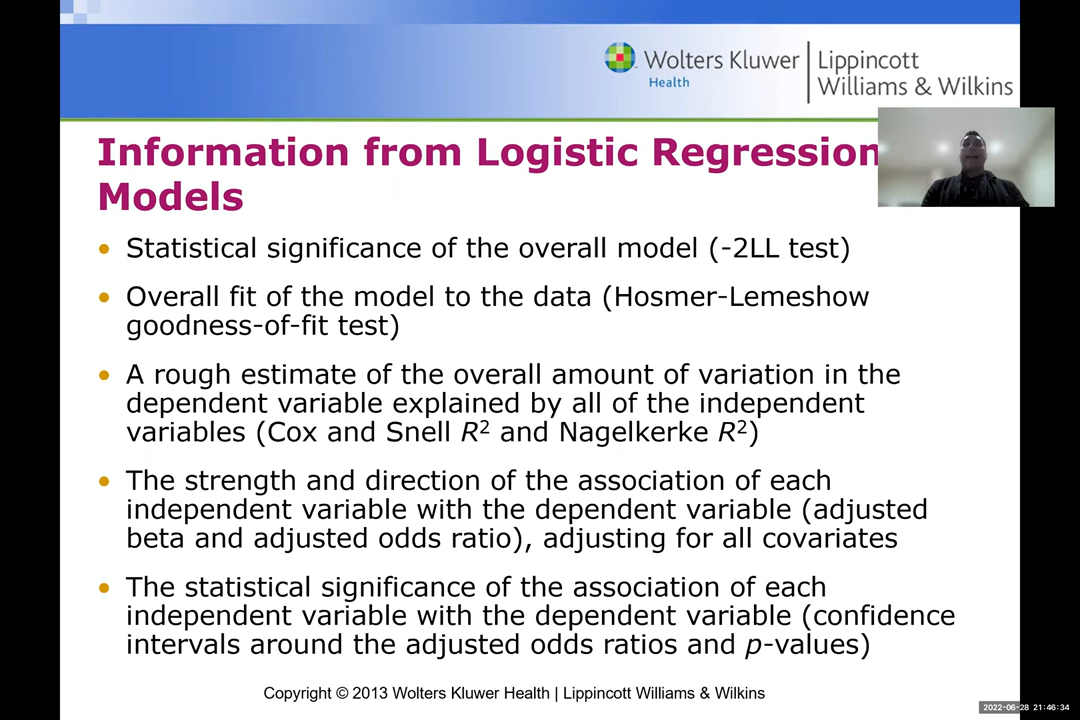 Wolters Kluwer
Health
Lippincott
Williams & Wilkins
Information from Logistic Regression
Models
• Statistical significance of the overall model (-2LL test)
• Overall fit of the model to the data (Hosmer-Lemeshow
goodness-of-fit test)
• A rough estimate of the overall amount of variation in the
dependent variable explained by all of the independent
variables (Cox and Snell R² and Nagelkerke R²)
• The strength and direction of the association of each
independent variable with the dependent variable (adjusted
beta and adjusted odds ratio), adjusting for all covariates
• The statistical significance of the association of each
independent variable with the dependent variable (confidence
intervals around the adjusted odds ratios and p-values)
Copyright © 2013 Wolters Kluwer Health | Lippincott Williams & Wilkins
2022-06-28 21:46:34